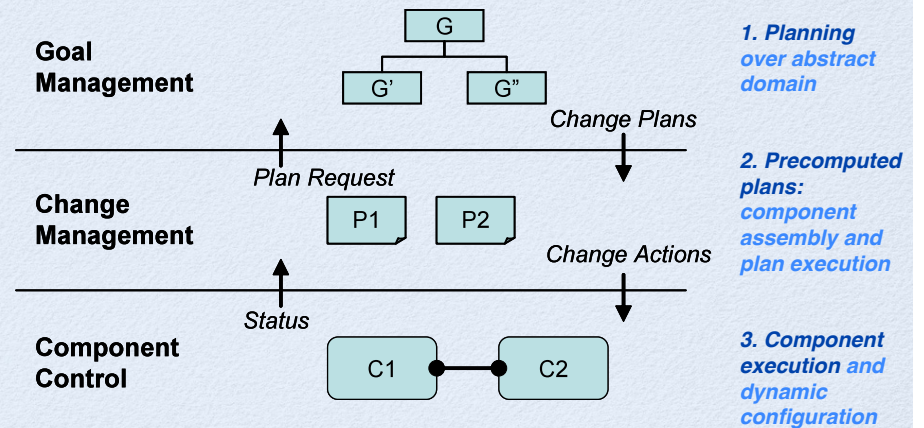 G
1. Planning
over abstract
domain
Goal
Management
G'
G”
Change Plans
Plan Request
2. Precomputed
plans:
component
assembly and
plan execution
Change
Management
P1
P2
Change Actions
Status
3. Component
execution and
dynamic
configuration
Component
Control
C1
C2